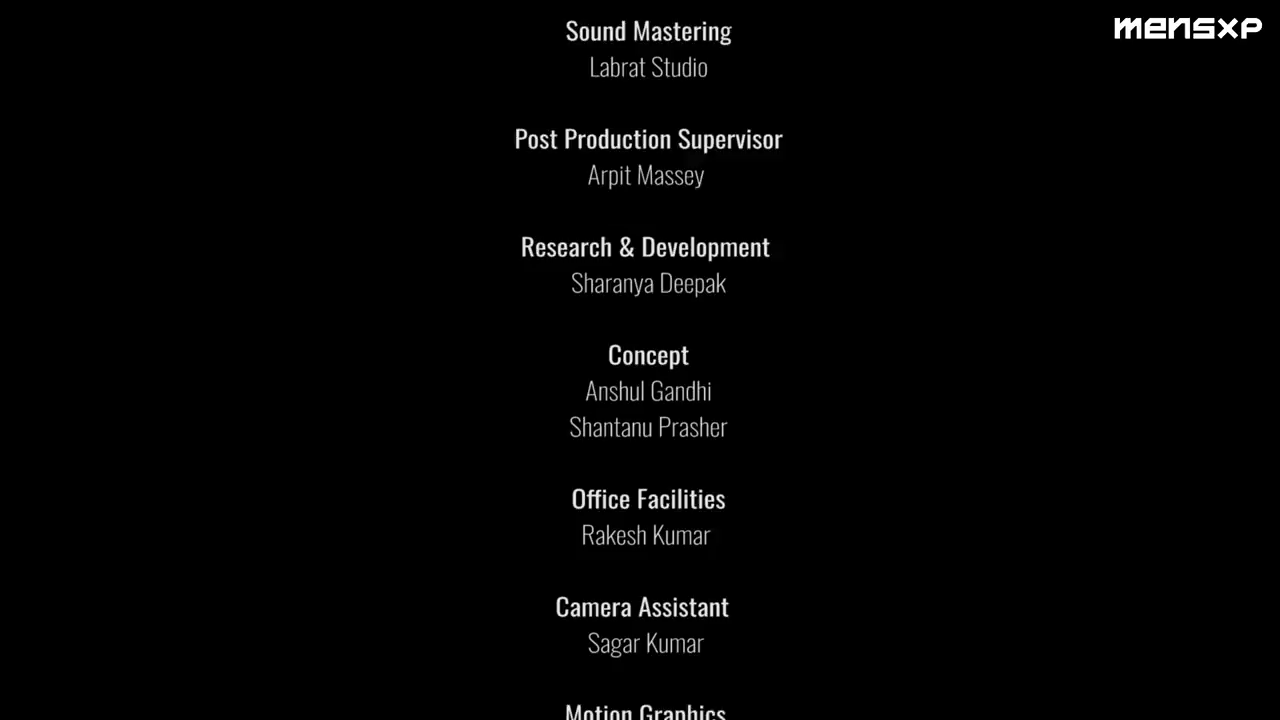 mensxp
Sound Mastering
Labrat Studio
Post Production Supervisor
Arpit Massey
Research & Development
Sharanya Deepak
Concept
Anshul Gandhi
Shantanu Prasher
Office Facilities
Rakesh Kumar
Camera Assistant
Sagar Kumar
Motion Graphics